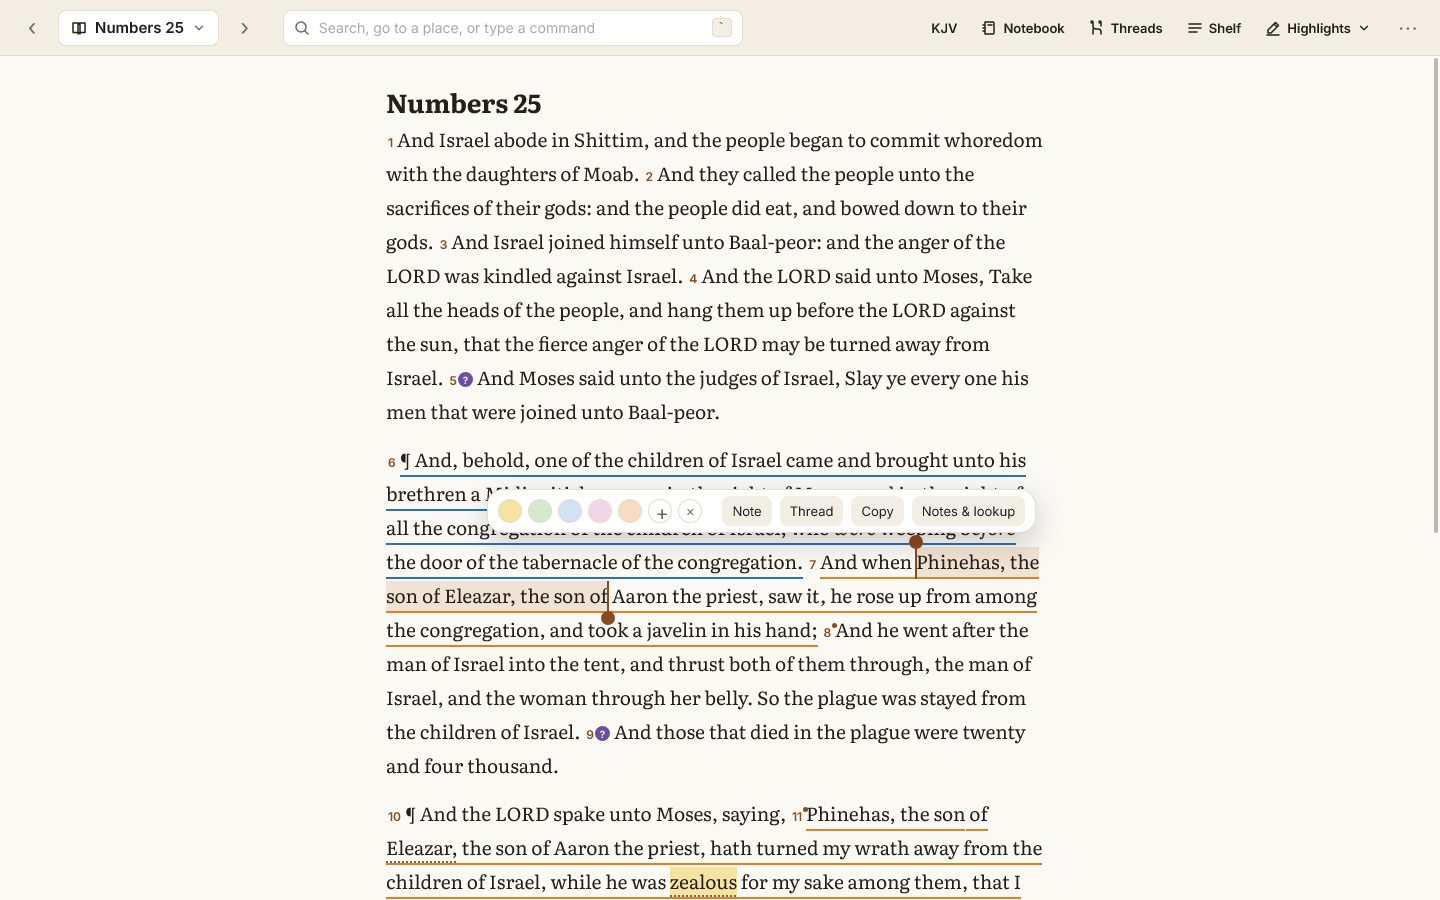 Numbers 25
Search, go to a place, or type a command
`
KJV
Notebook
Threads
Shelf
Highlights
Numbers 25
1 And Israel abode in Shittim, and the people began to commit whoredom
with the daughters of Moab. 2 And they called the people unto the
sacrifices of their gods: and the people did eat, and bowed down to their
gods. 3 And Israel joined himself unto Baal-peor: and the anger of the
LORD was kindled against Israel. 4 And the LORD said unto Moses, Take
all the heads of the people, and hang them up before the LORD against
the sun, that the fierce anger of the LORD may be turned away from
Israel. 5 ? And Moses said unto the judges of Israel, Slay ye every one his
men that were joined unto Baal-peor.
6 ¶ And, behold, one of the children of Israel came and brought unto his
brethren a
Note
Thread
Copy
Notes & lookup
all the
the door of the tabernacle of the congregation. 7 And when Phinehas, the
son of Eleazar, the son of Aaron the priest, saw it, he rose up from among
the congregation, and took a javelin in his hand; 8 And he went after the
man of Israel into the tent, and thrust both of them through, the man of
Israel, and the woman through her belly. So the plague was stayed from
the children of Israel. 9 ? And those that died in the plague were twenty
and four thousand.
10 ¶ And the LORD spake unto Moses, saying, 11 Phinehas, the son of
Eleazar, the son of Aaron the priest, hath turned my wrath away from the
children of Israel, while he was zealous for my sake among them, that I